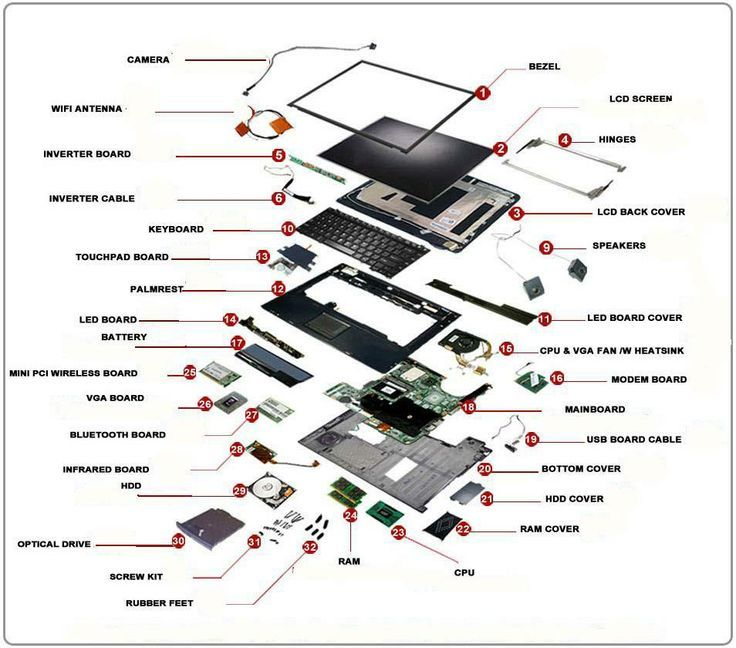 CAMERA
BEZEL
1
LCD SCREEN
WIFI ANTENNA
2
4
HINGES
INVERTER BOARD
5
INVERTER CABLE
6
3
LCD BACK COVER
KEYBOARD
10
9
SPEAKERS
TOUCHPAD BOARD
13
PALMREST
12
LED BOARD
14
11
LED BOARD COVER
BATTERY
17
15
CPU & VGA FAN /W HEATSINK
MINI PCI WIRELESS BOARD
25
16
MODEM BOARD
VGA BOARD
26
18
MAINBOARD
BLUETOOTH BOARD
27
19
USB BOARD CABLE
INFRARED BOARD
28
20
BOTTOM COVER
HDD
29
21
HDD COVER
24
23
22
RAM COVER
OPTICAL DRIVE
30
31
32
RAM
CPU
SCREW KIT
RUBBER FEET